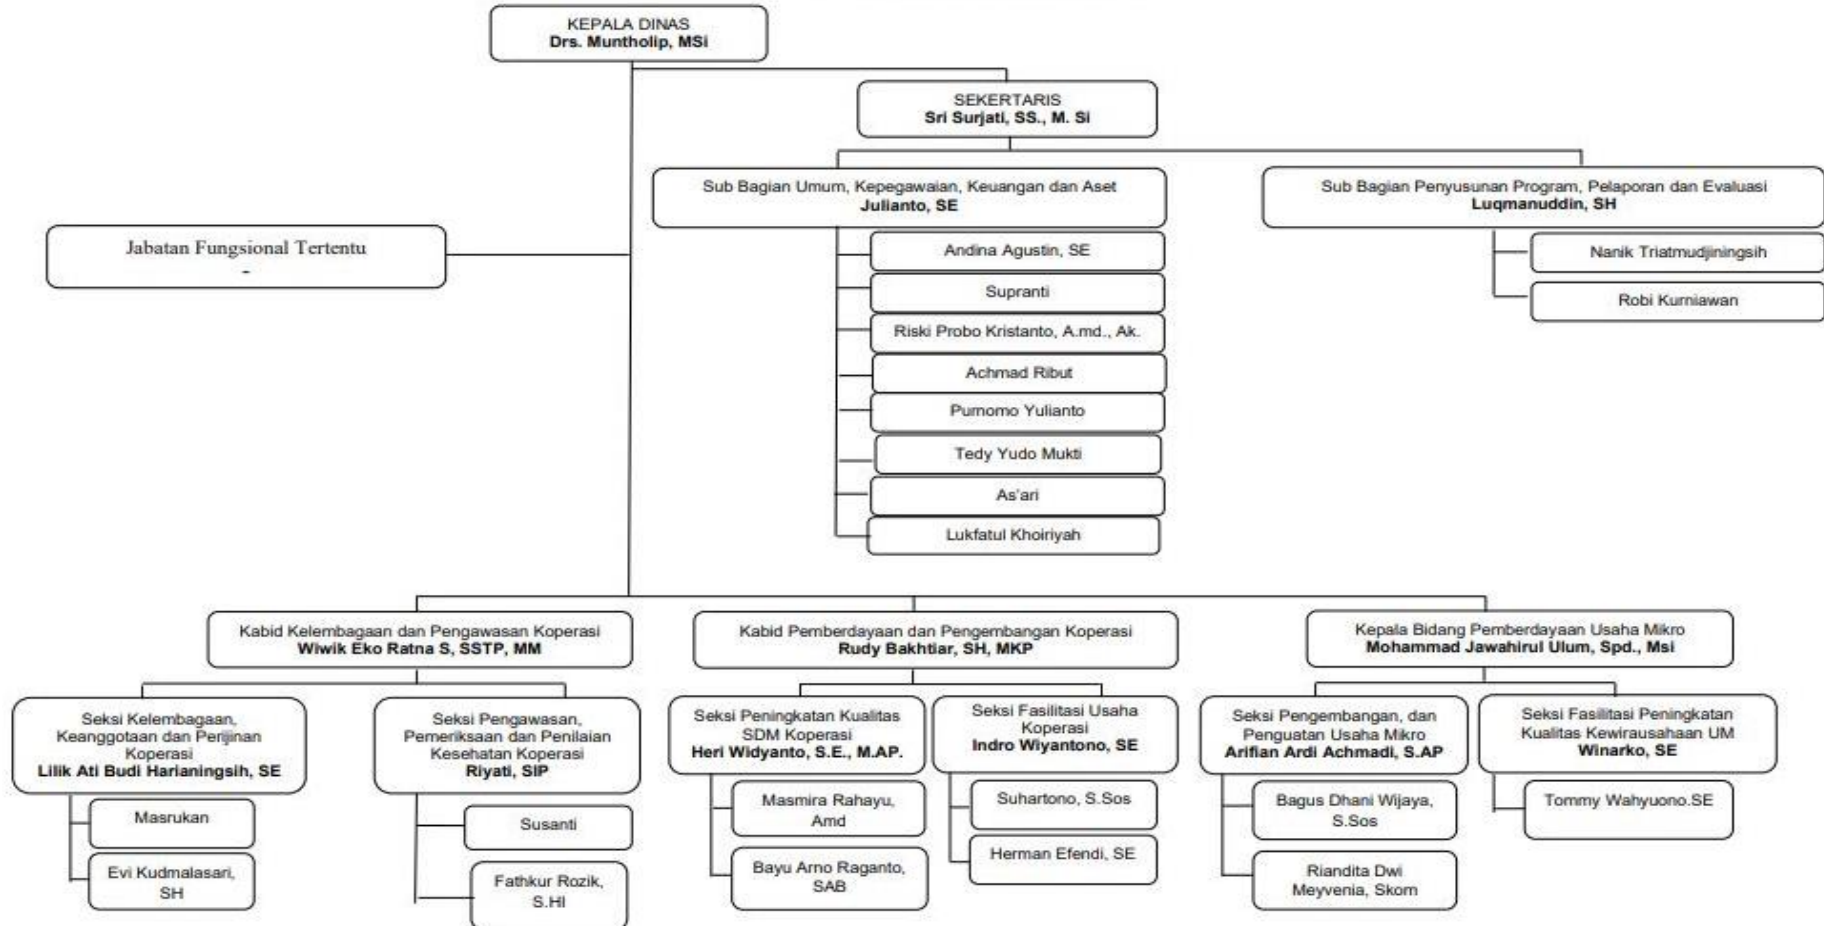 KEPALA DINAS
Drs. Muntholip, MSi
SEKERTARIS
Sri Surjati, SS., M. Si
Sub Bagian Umum, Kepegawaian, Keuangan dan Aset
Julianto, SE
Sub Bagian Penyusunan Program, Pelaporan dan Evaluasi
Luqmanuddin, SH
Jabatan Fungsional Tertentu
-
Andina Agustin, SE
Supranti
Riski Probo Kristanto, A.md., Ak.
Achmad Ribut
Purnomo Yulianto
Tedy Yudo Mukti
As'ari
Lukfatul Khoiriyah
Nanik Triatmudjiningsih
Robi Kurniawan
Kabid Kelembagaan dan Pengawasan Koperasi
Wiwik Eko Ratna S, SSTP, MM
Kabid Pemberdayaan dan Pengembangan Koperasi
Rudy Bakhtiar, SH, MKP
Kepala Bidang Pemberdayaan Usaha Mikro
Mohammad Jawahirul Ulum, Spd., Msi
Seksi Kelembagaan,
Keanggotaan dan Perijinan
Koperasi
Lilik Ati Budi Harianingsih, SE
Masrukan
Evi Kudmalasari,
SH
Seksi Pengawasan,
Pemeriksaan dan Penilaian
Kesehatan Koperasi
Riyati, SIP
Susanti
Fathkur Rozik,
S.HI
Seksi Peningkatan Kualitas
SDM Koperasi
Heri Widyanto, S.E., M.AP.
Masmira Rahayu,
Amd
Bayu Arno Raganto,
SAB
Seksi Fasilitasi Usaha
Koperasi
Indro Wiyantono, SE
Suhartono, S.Sos
Herman Efendi, SE
Seksi Pengembangan, dan
Penguatan Usaha Mikro
Arifian Ardi Achmadi, S.AP
Bagus Dhani Wijaya,
S.Sos
Riandita Dwi
Meyvenia, Skom
Seksi Fasilitasi Peningkatan
Kualitas Kewirausahaan UM
Winarko, SE
Tommy Wahyuono.SE